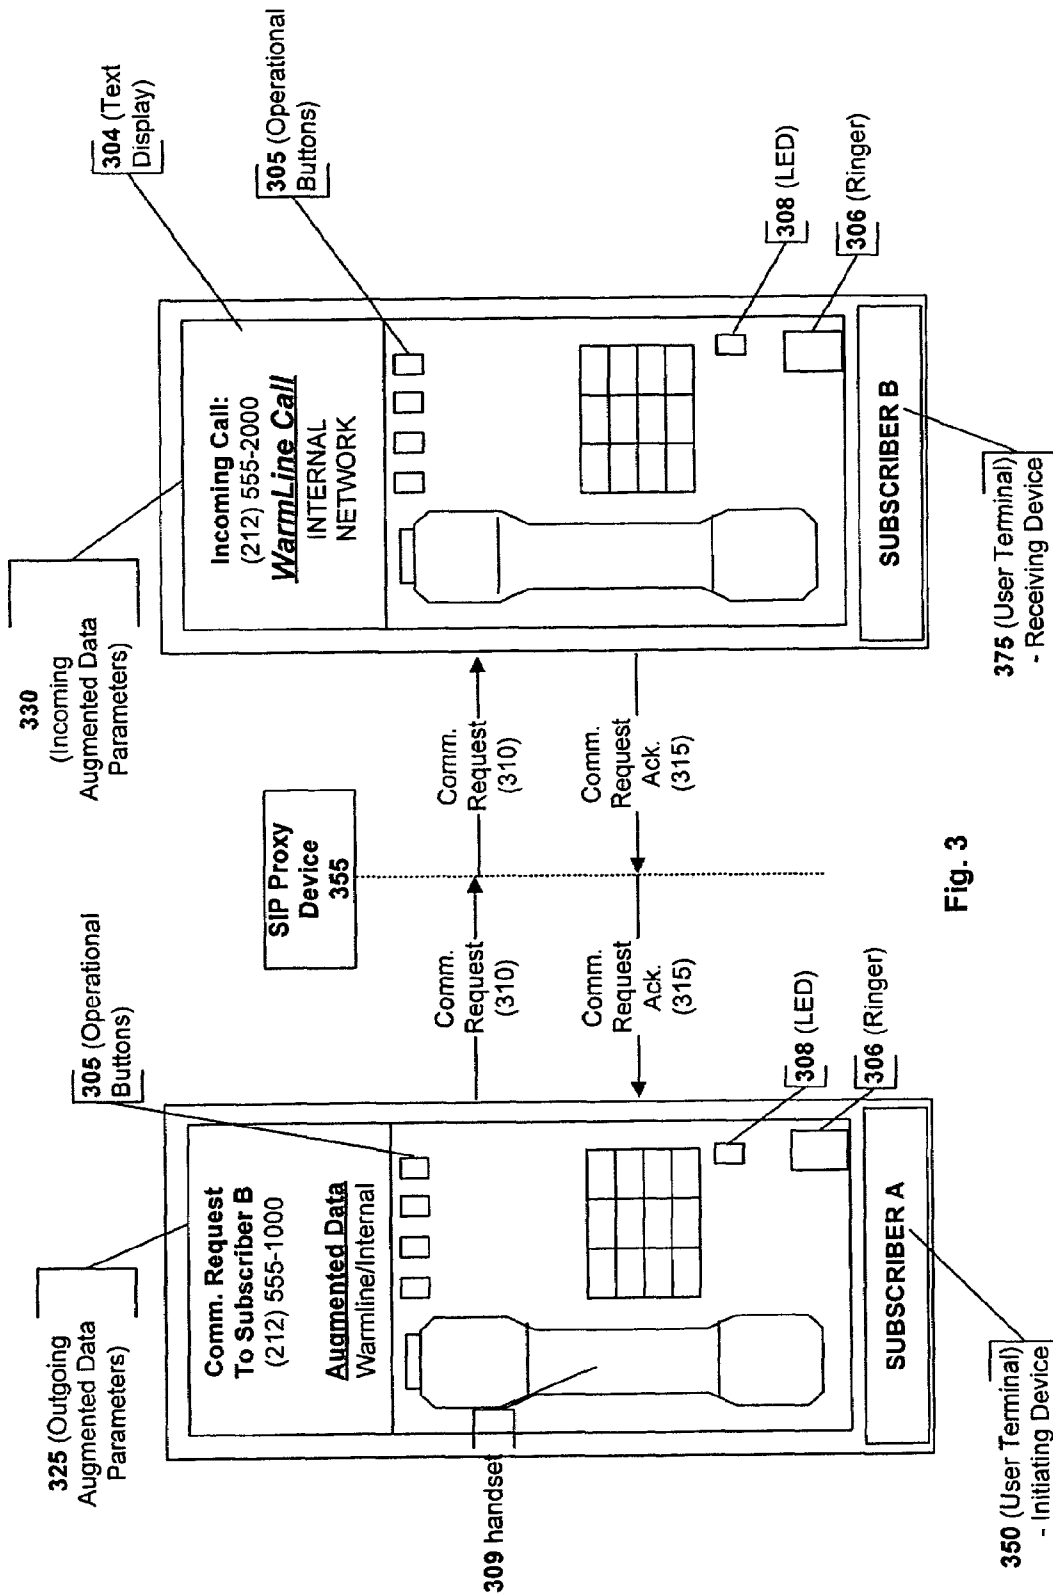 325 (Outgoing
Augmented Data
Parameters)
305 (Operational
Buttons)
330
(Incoming
Augmented Data
Parameters)
304 (Text
Display)
305 (Operational
Buttons)
Comm. Request
To Subscriber B
(212) 555-1000
Augmented Data
Warmline/Internal
SIP Proxy
Device
355
Incoming Call:
(212) 555-2000
WarmLine Call
INTERNAL
NETWORK
309 handset
Comm.
Request
(310)
Comm.
Request
(310)
Comm.
Request
Ack.
(315)
Comm.
Request
Ack.
(315)
308 (LED)
306 (Ringer)
308 (LED)
306 (Ringer)
SUBSCRIBER A
SUBSCRIBER B
350 (User Terminal)
- Initiating Device
375 (User Terminal)
- Receiving Device
Fig. 3